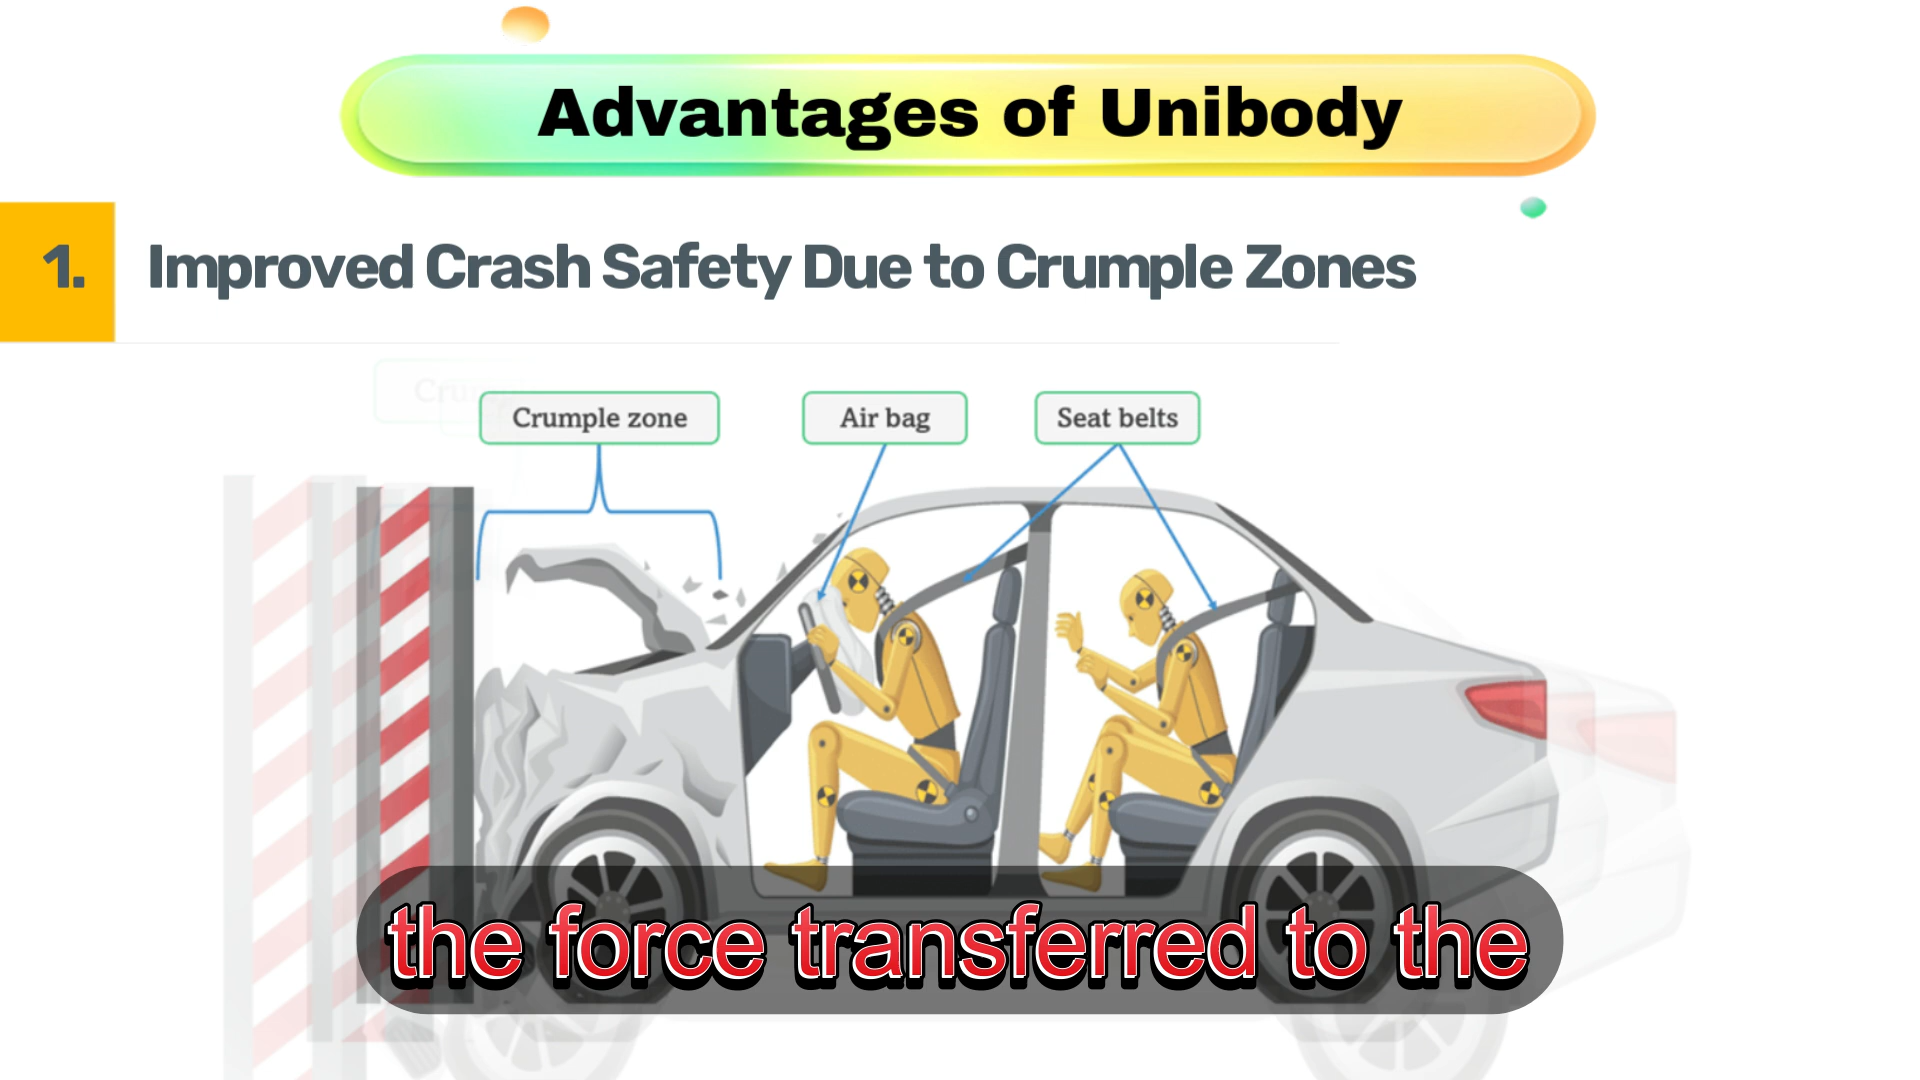 Advantages of Unibody
1. Improved Crash Safety Due to Crumple Zones
Crumple zone
Air bag
Seat belts
the force transferred to the